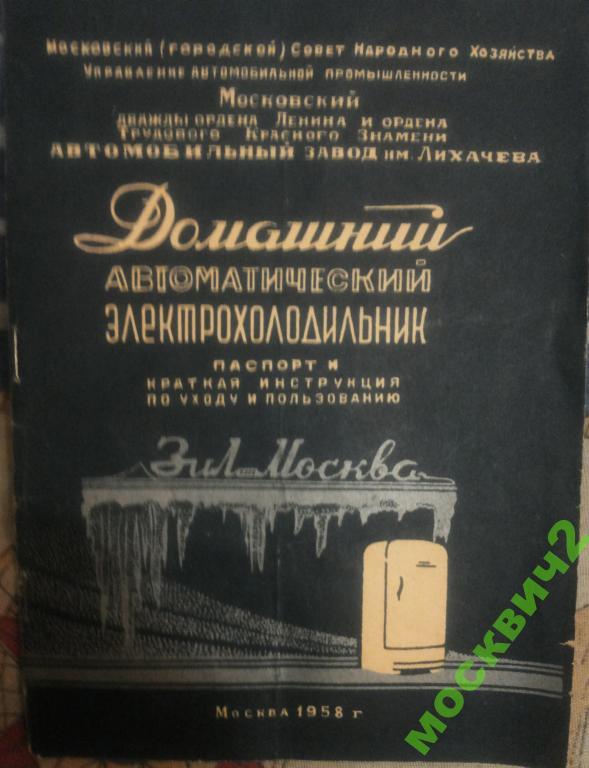 Московский (городской) Совет Народного Хозяйства
Управление автомобильной промышленности
Московский
дважды ордена Ленина и ордена
Трудового Красного Знамени
автомобильный завод им. Лихачева
Домашний
автоматический
электрохолодильник
паспорт и
краткая инструкция
по уходу и пользованию
ЗиЛ-Москва
Москва 1958 г
москвич2